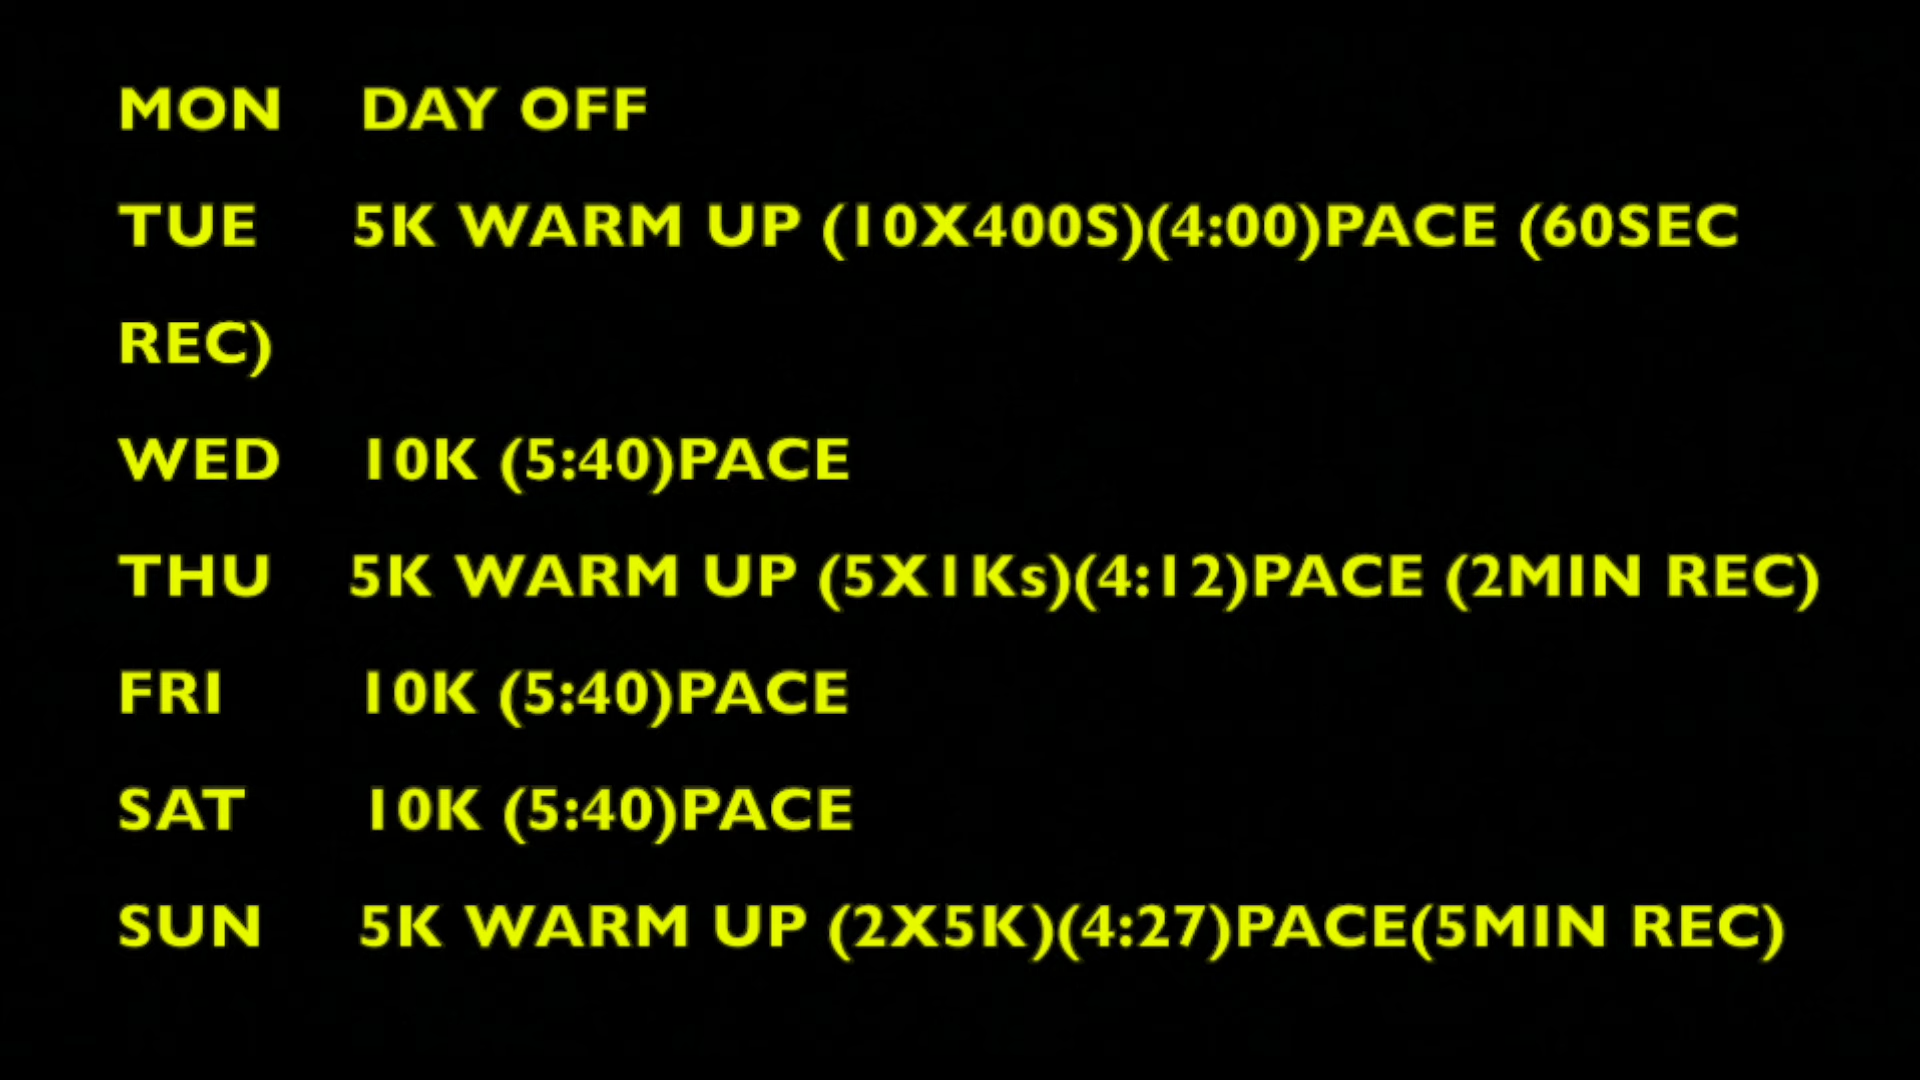 MON DAY OFF
TUE 5K WARM UP (10X400S)(4:00)PACE (60SEC
REC)
WED 10K (5:40)PACE
THU 5K WARM UP (5X1Ks)(4:12)PACE (2MIN REC)
FRI 10K (5:40)PACE
SAT 10K (5:40)PACE
SUN 5K WARM UP (2X5K)(4:27)PACE(5MIN REC)